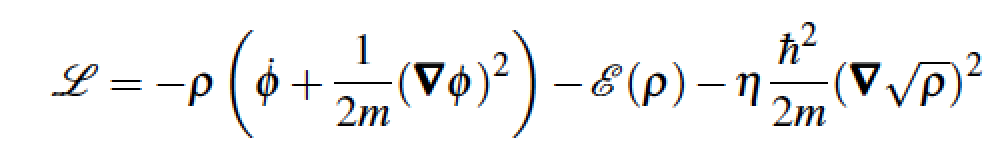 ℒ = −ρ ( ϕ̇ + 1/2m (∇ϕ)² ) − ℰ(ρ) − η ħ²/2m (∇√ρ)²